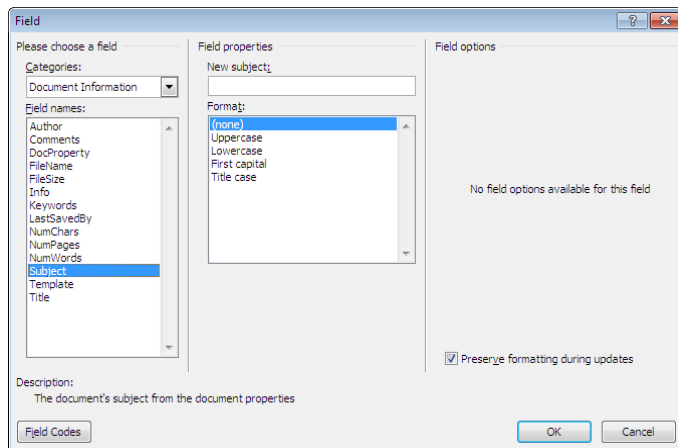 Field
Please choose a field
Categories:
Document Information
Field names:
Author
Comments
DocProperty
FileName
FileSize
Info
Keywords
LastSavedBy
NumChars
NumPages
NumWords
Subject
Template
Title
Field properties
New subject:
Format:
(none)
Uppercase
Lowercase
First capital
Title case
Field options
No field options available for this field
Preserve formatting during updates
Description:
The document's subject from the document properties
Field Codes
OK
Cancel